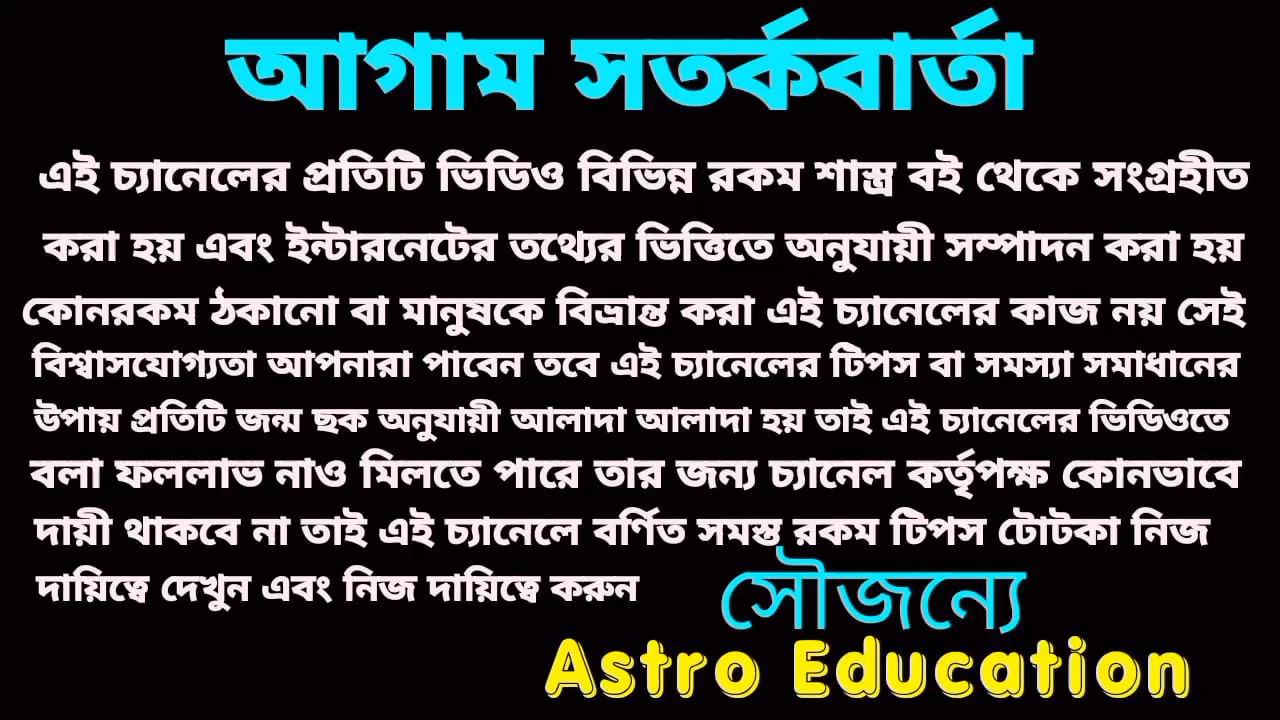 আগাম সতর্কবার্তা
এই চ্যানেলের প্রতিটি ভিডিও বিভিন্ন রকম শাস্ত্র বই থেকে সংগ্রহীত
করা হয় এবং ইন্টারনেটের তথ্যের ভিত্তিতে অনুযায়ী সম্পাদন করা হয়
কোনরকম ঠকানো বা মানুষকে বিভ্রান্ত করা এই চ্যানেলের কাজ নয় সেই
বিশ্বাসযোগ্যতা আপনারা পাবেন তবে এই চ্যানেলের টিপস বা সমস্যা সমাধানের
উপায় প্রতিটি জন্ম ছক অনুযায়ী আলাদা আলাদা হয় তাই এই চ্যানেলের ভিডিওতে
বলা ফললাভ নাও মিলতে পারে তার জন্য চ্যানেল কর্তৃপক্ষ কোনভাবে
দায়ী থাকবে না তাই এই চ্যানেলে বর্ণিত সমস্ত রকম টিপস টোটকা নিজ
দায়িত্বে দেখুন এবং নিজ দায়িত্বে করুন
সৌজন্যে
Astro Education